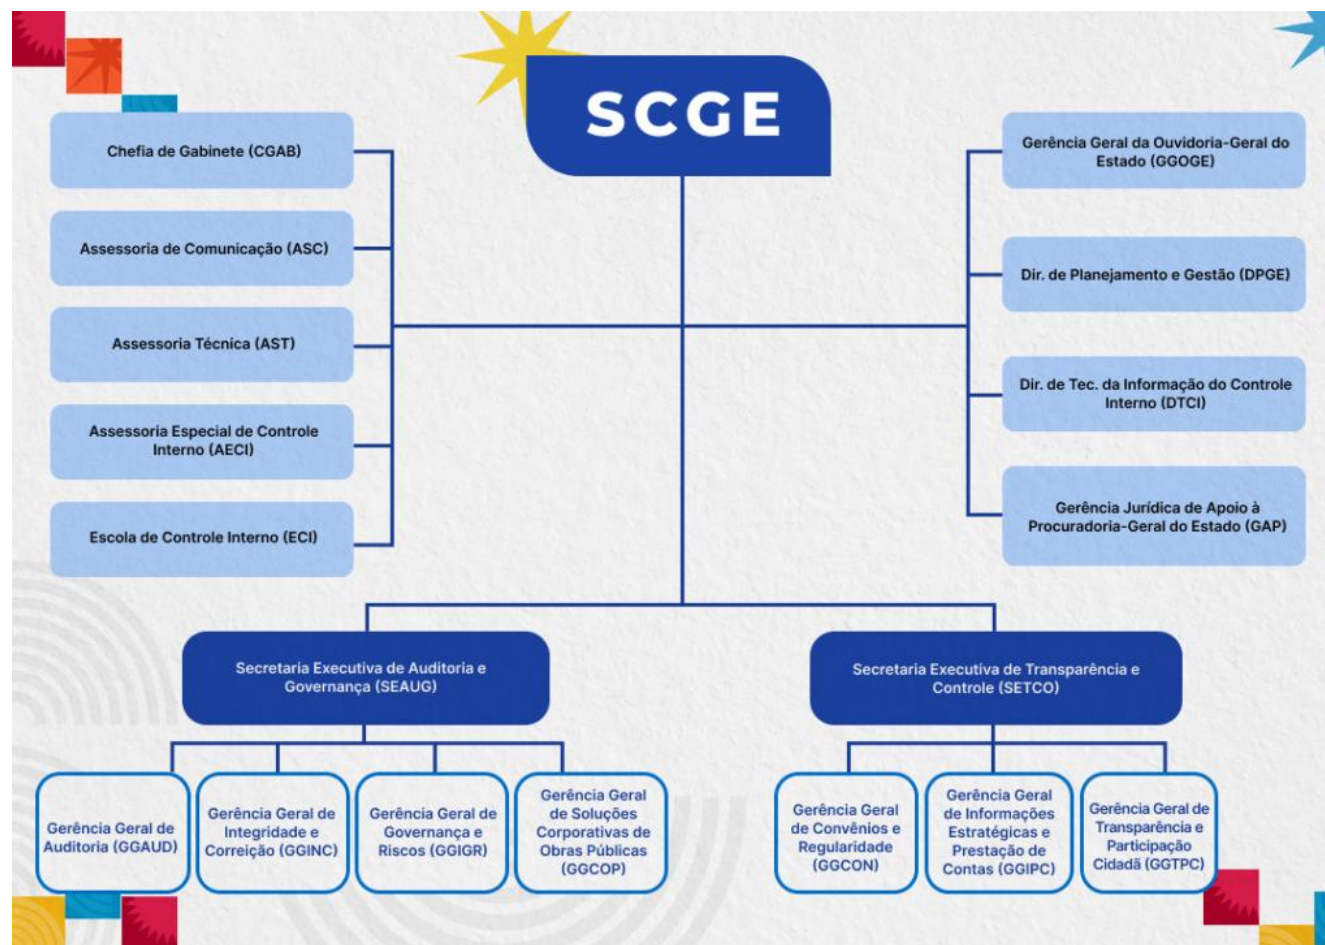 SCGE
Chefia de Gabinete (CGAB)
Assessoria de Comunicação (ASC)
Assessoria Técnica (AST)
Assessoria Especial de Controle
Interno (AECI)
Escola de Controle Interno (ECI)
Gerência Geral da Ouvidoria-Geral do
Estado (GGOGE)
Dir. de Planejamento e Gestão (DPGE)
Dir. de Tec. da Informação do Controle
Interno (DTCI)
Gerência Jurídica de Apoio à
Procuradoria-Geral do Estado (GAP)
Secretaria Executiva de Auditoria e
Governança (SEAUG)
Secretaria Executiva de Transparência e
Controle (SETCO)
Gerência Geral de
Auditoria (GGAUD)
Gerência Geral de
Integridade e
Correição (GGINC)
Gerência Geral de
Governança e
Riscos (GGIGR)
Gerência Geral
de Soluções
Corporativas de
Obras Públicas
(GGCOP)
Gerência Geral
de Convênios e
Regularidade
(GGCON)
Gerência Geral
de Informações
Estratégicas e
Prestação de
Contas (GGIPC)
Gerência Geral de
Transparência e
Participação
Cidadã (GGTPC)